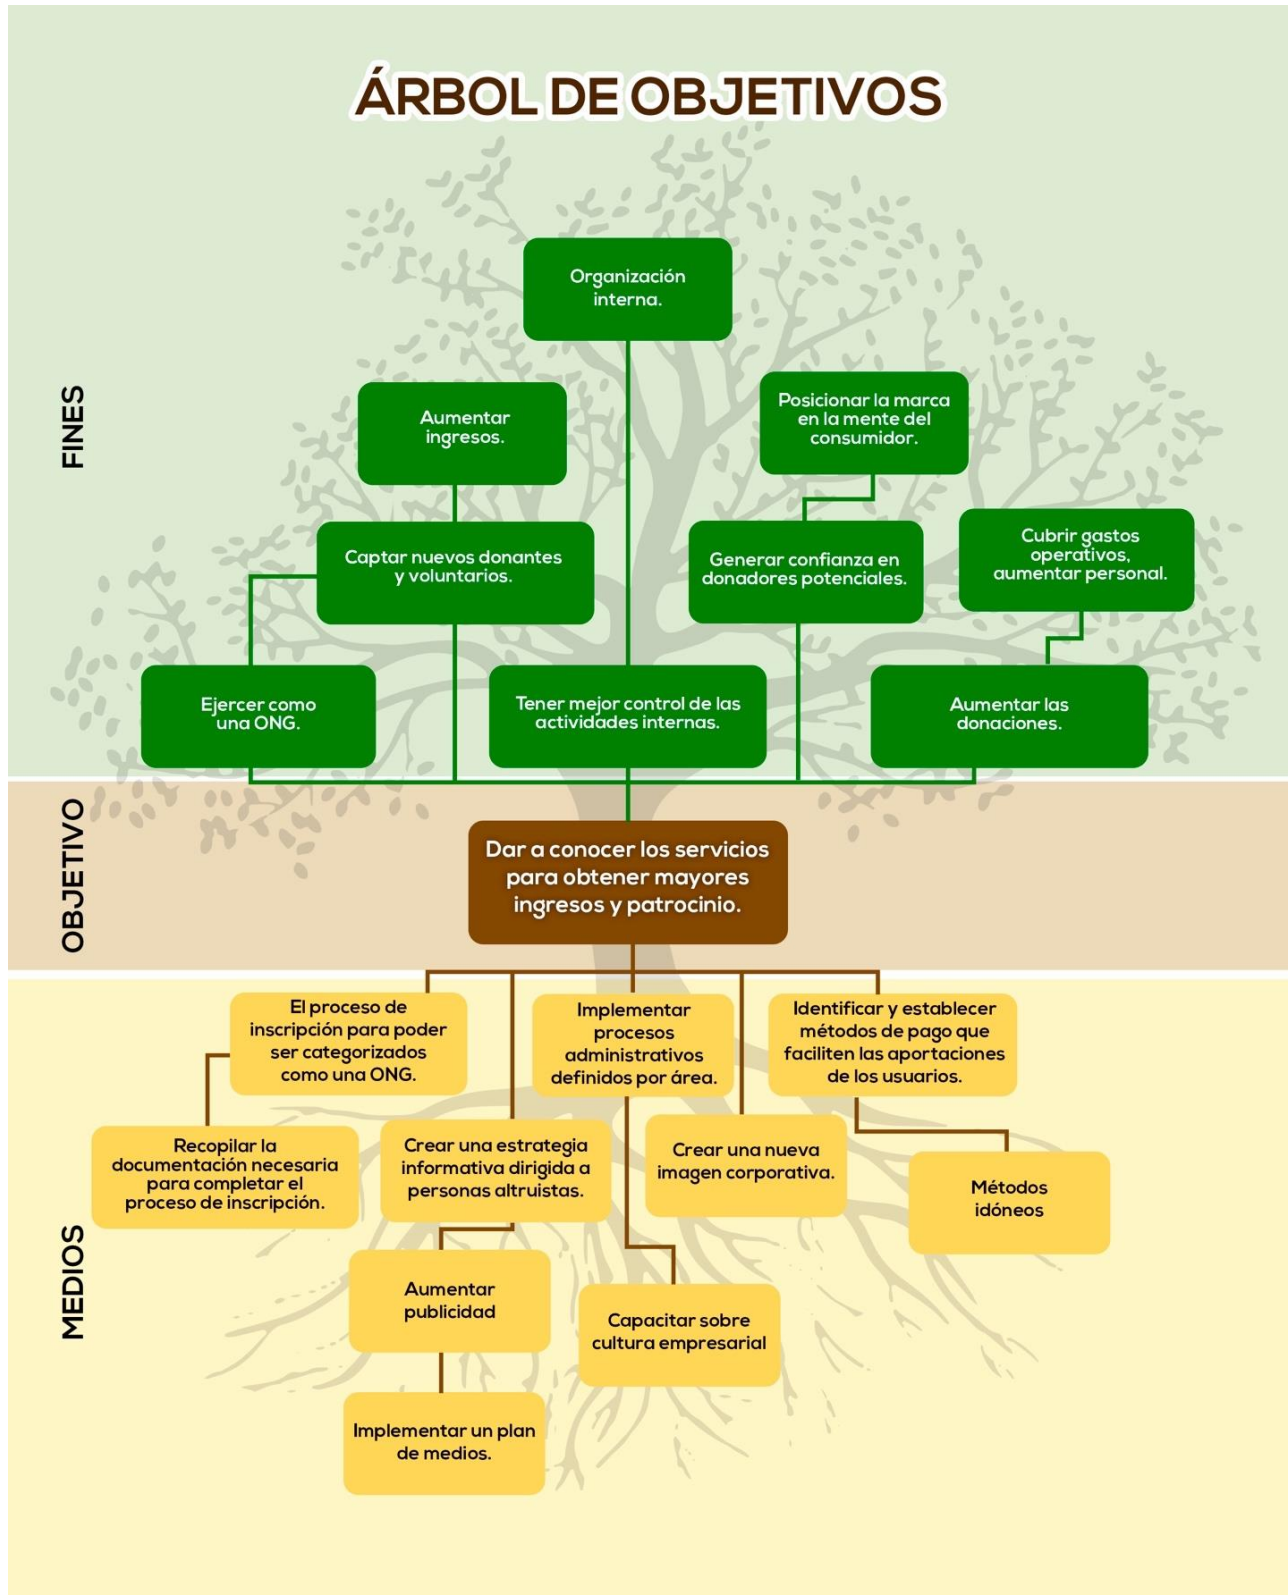 ÁRBOL DE OBJETIVOS
FINES
Organización
interna.
Aumentar
ingresos.
Posicionar la marca
en la mente del
consumidor.
Captar nuevos donantes
y voluntarios.
Generar confianza en
donadores potenciales.
Cubrir gastos
operativos,
aumentar personal.
Ejercer como
una ONG.
Tener mejor control de las
actividades internas.
Aumentar las
donaciones.
OBJETIVO
Dar a conocer los servicios
para obtener mayores
ingresos y patrocinio.
MEDIOS
El proceso de
inscripción para poder
ser categorizados
como una ONG.
Implementar
procesos
administrativos
definidos por área.
Identificar y establecer
métodos de pago que
faciliten las aportaciones
de los usuarios.
Recopilar la
documentación necesaria
para completar el
proceso de inscripción.
Crear una estrategia
informativa dirigida a
personas altruistas.
Crear una nueva
imagen corporativa.
Métodos
idóneos
Aumentar
publicidad
Capacitar sobre
cultura empresarial
Implementar un plan
de medios.